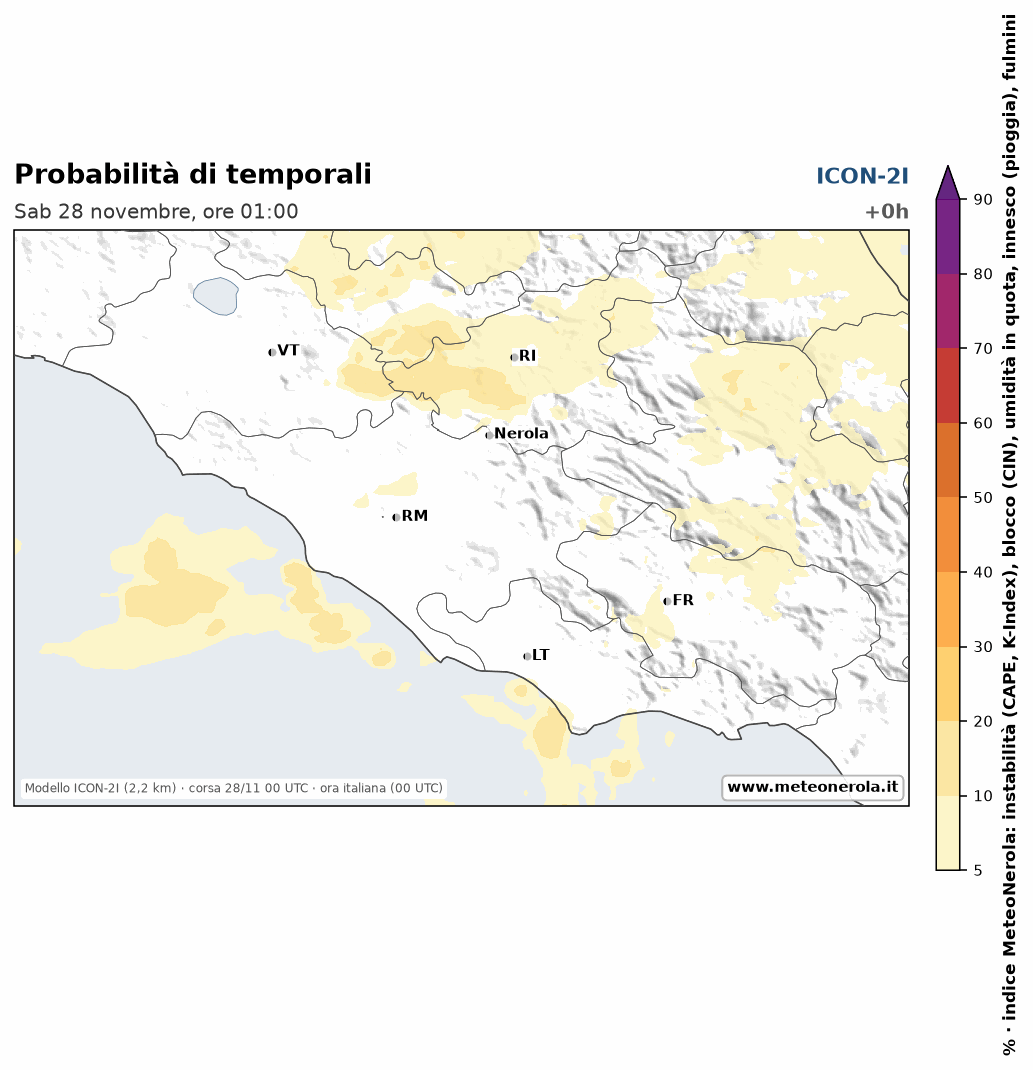 Probabilità di temporali
ICON-2I
Sab 28 novembre, ore 01:00
+0h
VT
RI
Nerola
RM
FR
LT
Modello ICON-2I (2,2 km) · corsa 28/11 00 UTC · ora italiana (00 UTC)
www.meteonerola.it
90
80
70
60
50
40
30
20
10
5
% · indice MeteoNerola: instabilità (CAPE, K-Index), blocco (CIN), umidità in quota, innesco (pioggia), fulmini